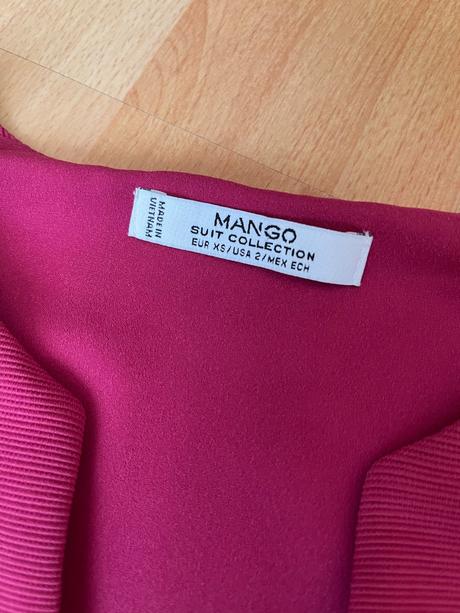 MADE IN
VIETNAM
MANGO
SUIT COLLECTION
EUR XS/USA 2/MEX ECH